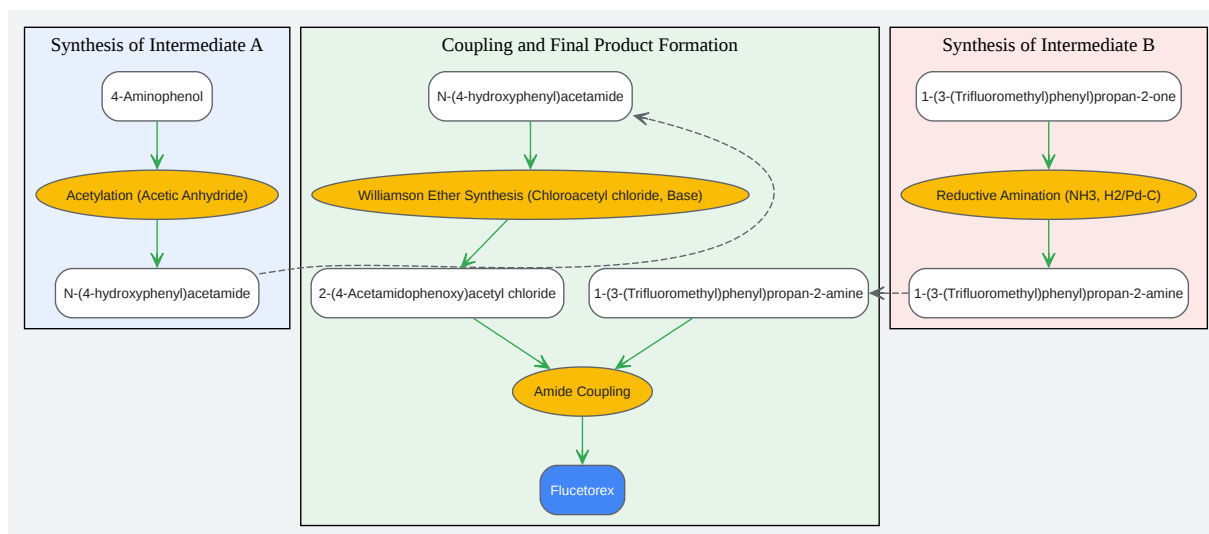 Synthesis of Intermediate A
4-Aminophenol
Acetylation (Acetic Anhydride)
N-(4-hydroxyphenyl)acetamide
Coupling and Final Product Formation
N-(4-hydroxyphenyl)acetamide
Williamson Ether Synthesis (Chloroacetyl chloride, Base)
2-(4-Acetamidophenoxy)acetyl chloride
1-(3-(Trifluoromethyl)phenyl)propan-2-amine
Amide Coupling
Flucetorex
Synthesis of Intermediate B
1-(3-(Trifluoromethyl)phenyl)propan-2-one
Reductive Amination (NH3, H2/Pd-C)
1-(3-(Trifluoromethyl)phenyl)propan-2-amine